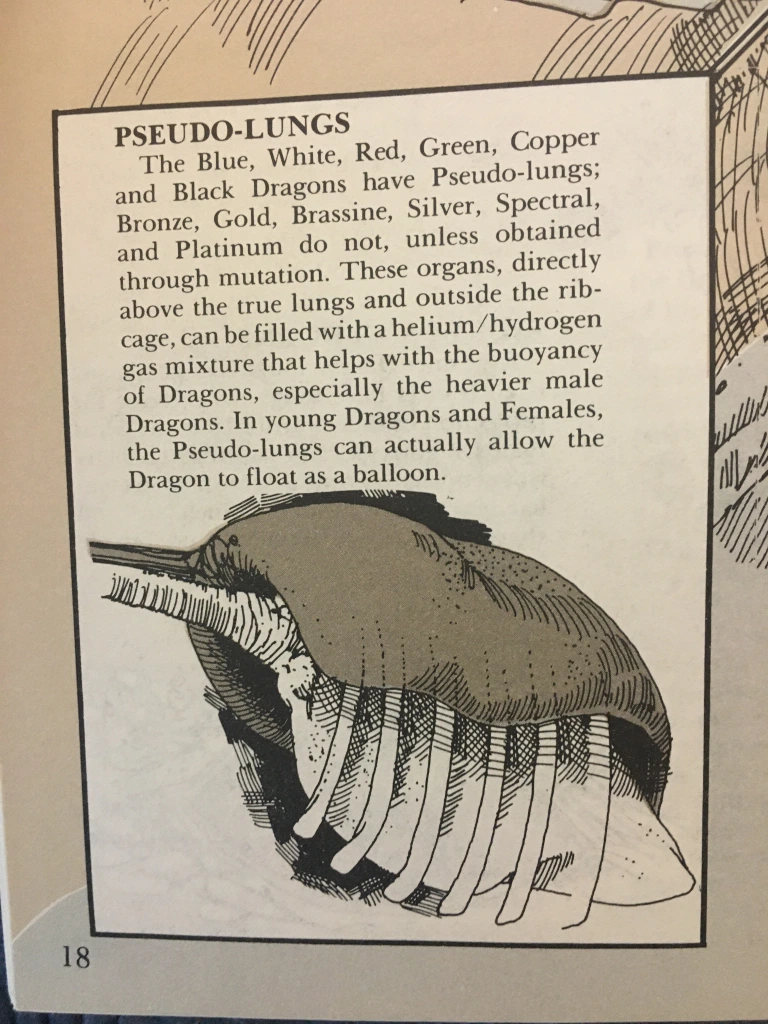 PSEUDO-LUNGS
The Blue, White, Red, Green, Copper
and Black Dragons have Pseudo-lungs;
Bronze, Gold, Brassine, Silver, Spectral,
and Platinum do not, unless obtained
through mutation. These organs, directly
above the true lungs and outside the rib-
cage, can be filled with a helium/hydrogen
gas mixture that helps with the buoyancy
of Dragons, especially the heavier male
Dragons. In young Dragons and Females,
the Pseudo-lungs can actually allow the
Dragon to float as a balloon.
18